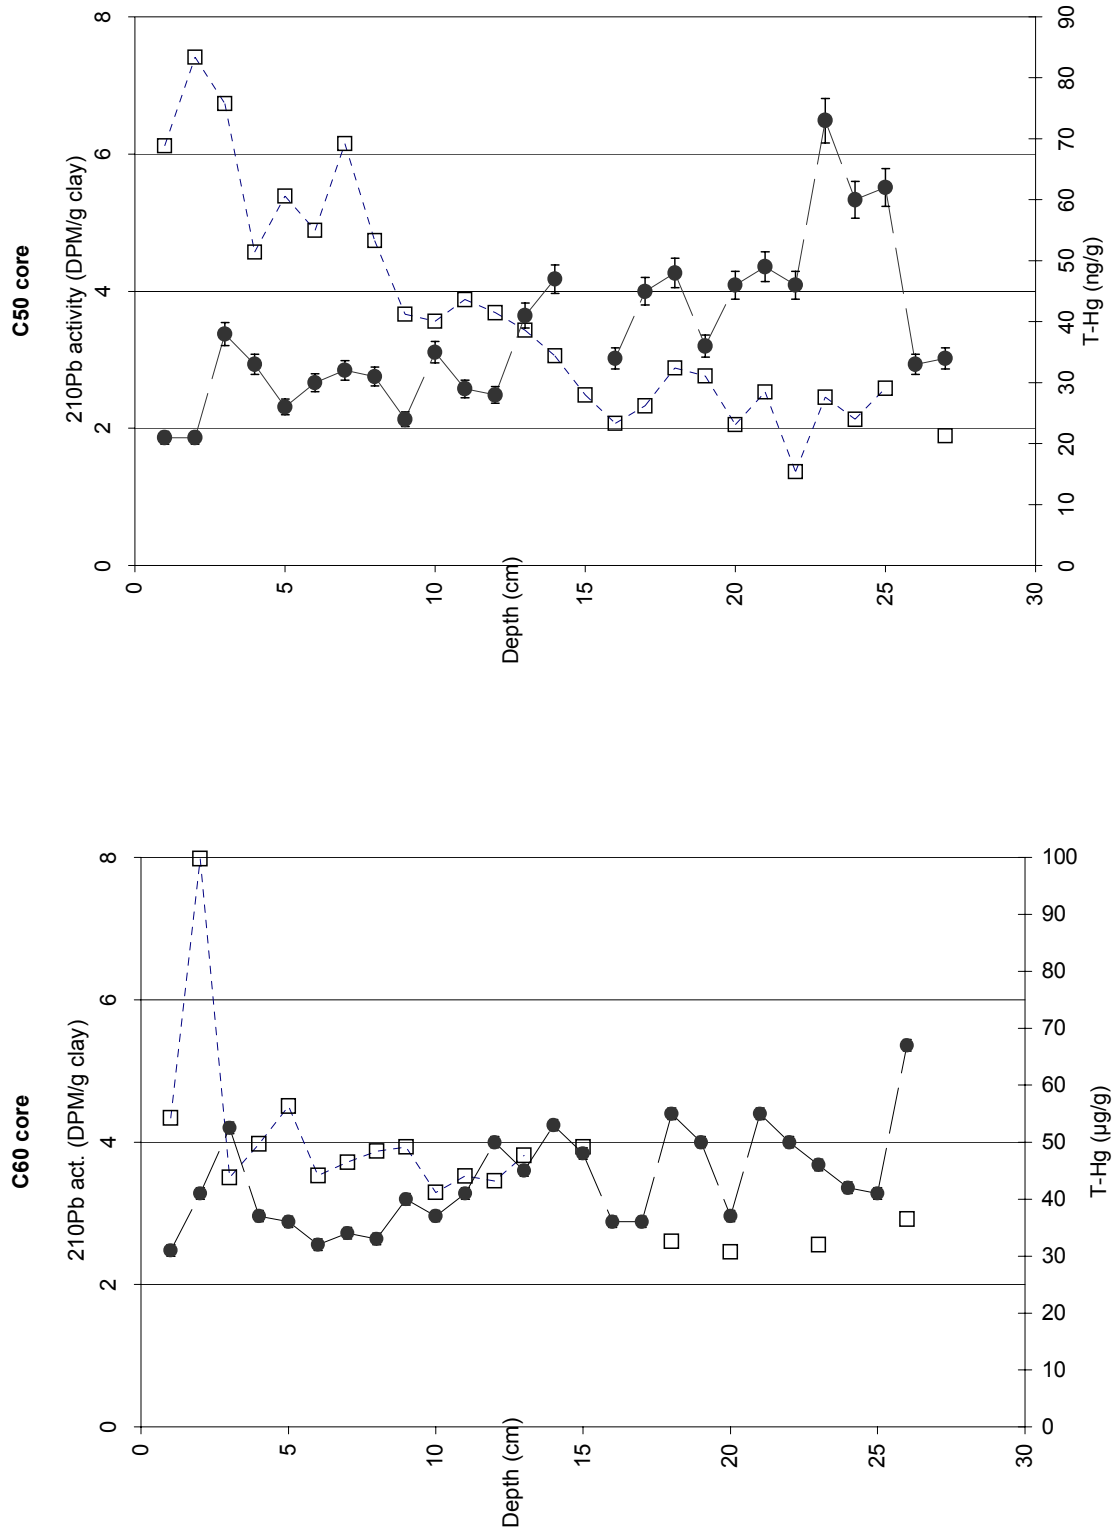 C50 core
210Pb activity (DPM/g clay)
0 2 4 6 8
0 5 10 15 20 25 30
Depth (cm)
0 10 20 30 40 50 60 70 80 90
T-Hg (ng/g)
C60 core
210Pb act. (DPM/g clay)
0 2 4 6 8
0 5 10 15 20 25 30
Depth (cm)
0 10 20 30 40 50 60 70 80 90 100
T-Hg (µg/g)